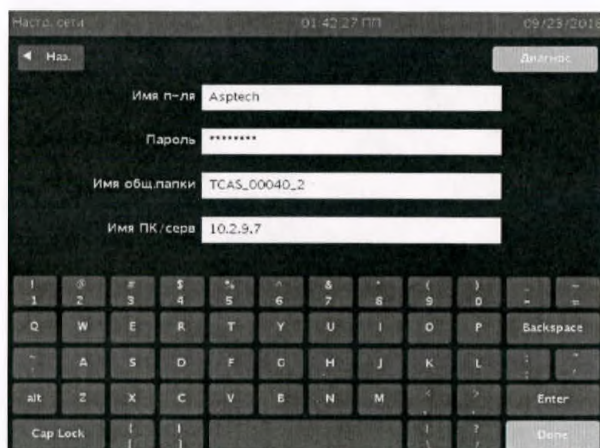 Настр. сети 01:42:27 ПП 09/23/2018
Наз. Диагнос
Имя п-ля Asptech
Пароль ********
Имя общ.папки TCAS_00040_2
Имя ПК/серв 10.2.9.7
! @ # $ % ^ & * ( ) _ ~
1 2 3 4 5 6 7 8 9 0 - =
Q W E R T Y U I O P Backspace
A S D F G H J K L
alt Z X C V B N M < > Enter
Cap Lock ? Done